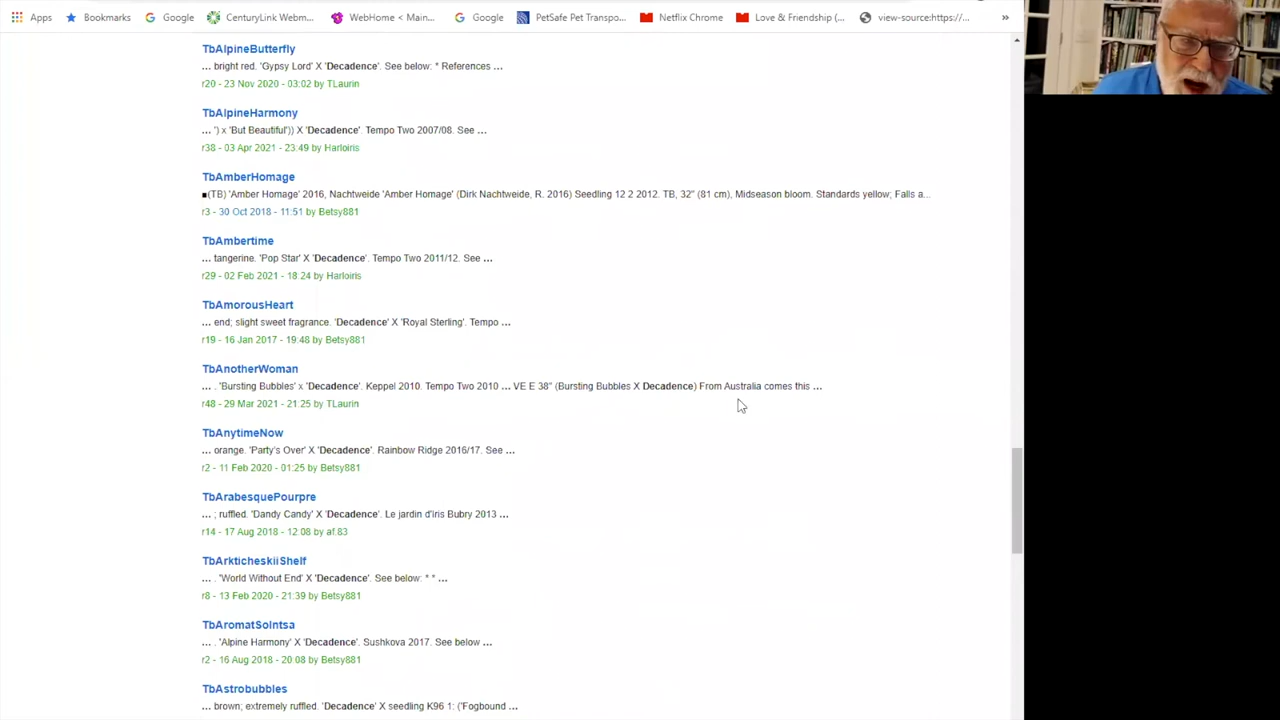 Apps Bookmarks Google CenturyLink Webm... WebHome < Main... Google PetSafe Pet Transpo... Netflix Chrome Love & Friendship (... view-source:https://... »
TbAlpineButterfly
... bright red. 'Gypsy Lord' X 'Decadence'. See below: * References ...
r20 - 23 Nov 2020 - 03:02 by TLaurin
TbAlpineHarmony
... ') x 'But Beautiful')) X 'Decadence'. Tempo Two 2007/08. See ...
r38 - 03 Apr 2021 - 23:49 by Harloiris
TbAmberHomage
■(TB) 'Amber Homage' 2016, Nachtweide 'Amber Homage' (Dirk Nachtweide, R. 2016) Seedling 12 2 2012. TB, 32" (81 cm), Midseason bloom. Standards yellow; Falls a...
r3 - 30 Oct 2018 - 11:51 by Betsy881
TbAmbertime
... tangerine. 'Pop Star' X 'Decadence'. Tempo Two 2011/12. See ...
r29 - 02 Feb 2021 - 18 24 by Harloiris
TbAmorousHeart
... end; slight sweet fragrance. 'Decadence' X 'Royal Sterling'. Tempo ...
r19 - 16 Jan 2017 - 19:48 by Betsy881
TbAnotherWoman
... . 'Bursting Bubbles' x 'Decadence'. Keppel 2010. Tempo Two 2010 ... VE E 38" (Bursting Bubbles X Decadence) From Australia comes this ...
r48 - 29 Mar 2021 - 21:25 by TLaurin
TbAnytimeNow
... orange. 'Party's Over' X 'Decadence'. Rainbow Ridge 2016/17. See ...
r2 - 11 Feb 2020 - 01:25 by Betsy881
TbArabesquePourpre
... ; ruffled. 'Dandy Candy' X 'Decadence'. Le jardin d'iris Bubry 2013 ...
r14 - 17 Aug 2018 - 12 08 by af.83
TbArkticheskiiShelf
... . 'World Without End' X 'Decadence'. See below: * * ...
r8 - 13 Feb 2020 - 21:39 by Betsy881
TbAromatSolntsa
... . 'Alpine Harmony' X 'Decadence'. Sushkova 2017. See below ...
r2 - 16 Aug 2018 - 20:08 by Betsy881
TbAstrobubbles
... brown; extremely ruffled. 'Decadence' X seedling K96 1: ('Fogbound ...